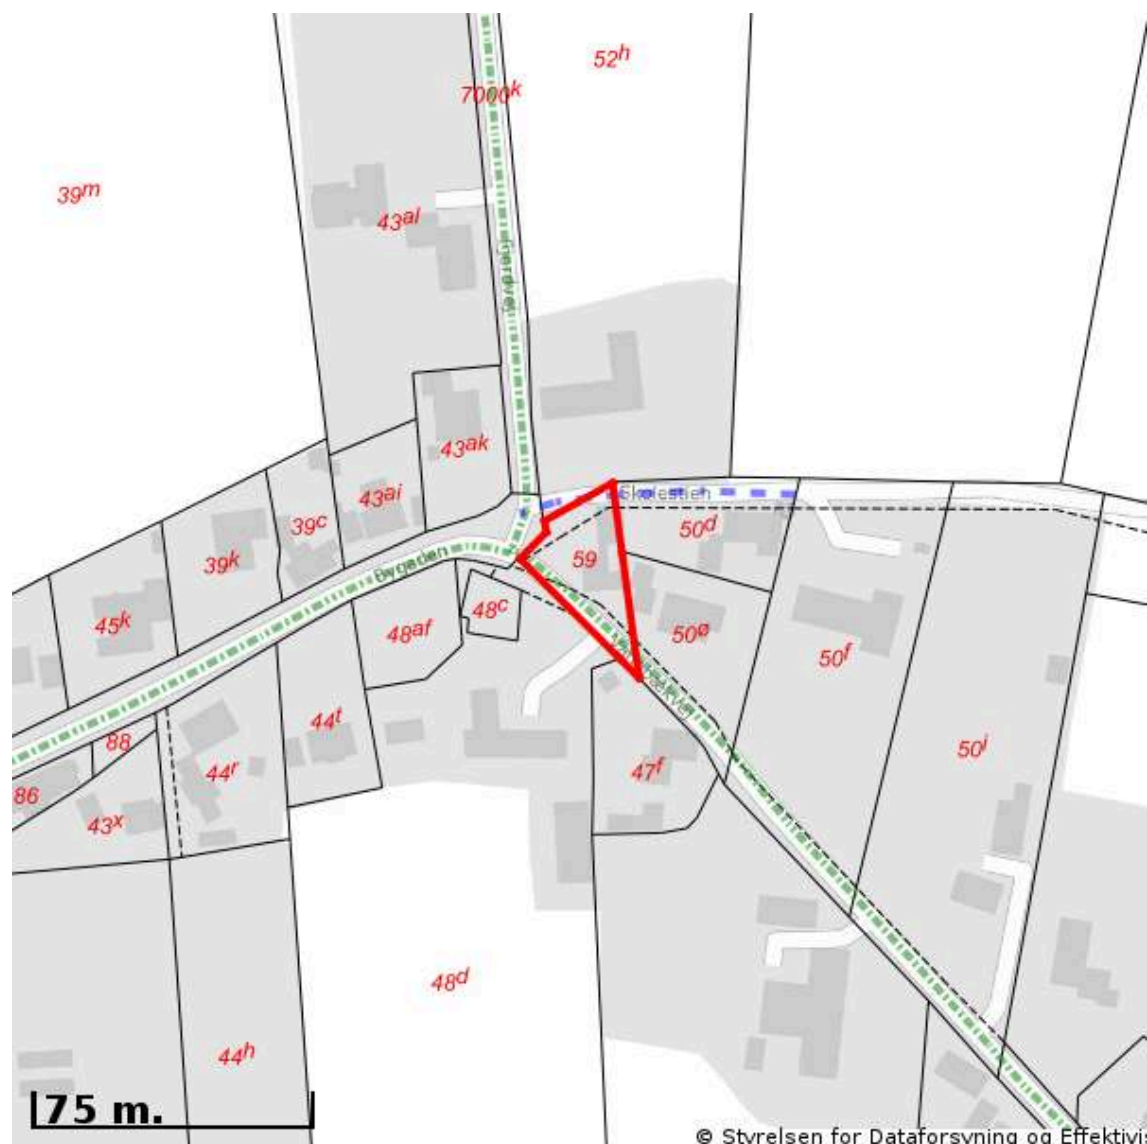 52h
7000k
39m
43al
43ak
43ai
39c
39k
Skolestien
50d
59
Bygaden
48c
45k
48af
50ø
50f
44t
88
50i
44r
47f
86
43x
48d
44h
75 m.
© Styrelsen for Dataforsyning og Effektivi